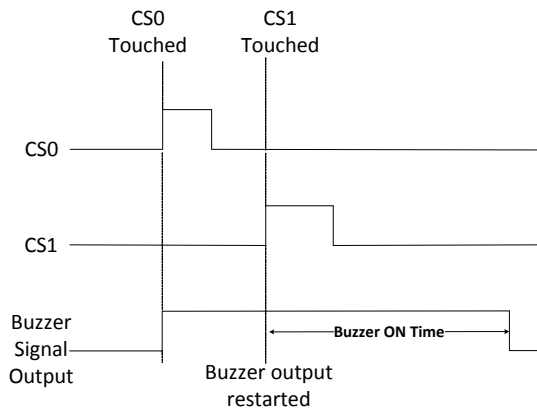 CS0
Touched
CS1
Touched
CS0
CS1
Buzzer
Signal
Output
Buzzer ON Time
Buzzer output
restarted